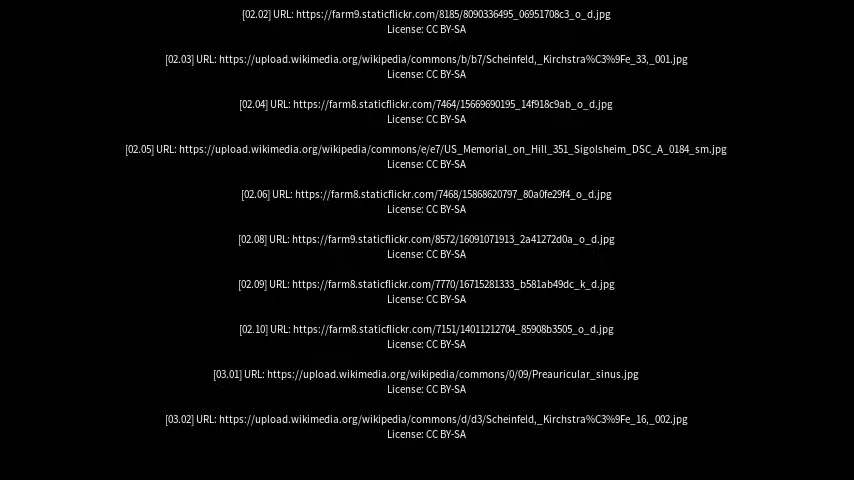 [02.02] URL: https://farm9.staticflickr.com/8185/8090336495_06951708c3_o_d.jpg
License: CC BY-SA
[02.03] URL: https://upload.wikimedia.org/wikipedia/commons/b/b7/Scheinfeld,_Kirchstra%C3%9Fe_33,_001.jpg
License: CC BY-SA
[02.04] URL: https://farm8.staticflickr.com/7464/15669690195_14f918c9ab_o_d.jpg
License: CC BY-SA
[02.05] URL: https://upload.wikimedia.org/wikipedia/commons/e/e7/US_Memorial_on_Hill_351_Sigolsheim_DSC_A_0184_sm.jpg
License: CC BY-SA
[02.06] URL: https://farm8.staticflickr.com/7468/15868620797_80a0fe29f4_o_d.jpg
License: CC BY-SA
[02.08] URL: https://farm9.staticflickr.com/8572/16091071913_2a41272d0a_o_d.jpg
License: CC BY-SA
[02.09] URL: https://farm8.staticflickr.com/7770/16715281333_b581ab49dc_k_d.jpg
License: CC BY-SA
[02.10] URL: https://farm8.staticflickr.com/7151/14011212704_85908b3505_o_d.jpg
License: CC BY-SA
[03.01] URL: https://upload.wikimedia.org/wikipedia/commons/0/09/Preauricular_sinus.jpg
License: CC BY-SA
[03.02] URL: https://upload.wikimedia.org/wikipedia/commons/d/d3/Scheinfeld,_Kirchstra%C3%9Fe_16,_002.jpg
License: CC BY-SA